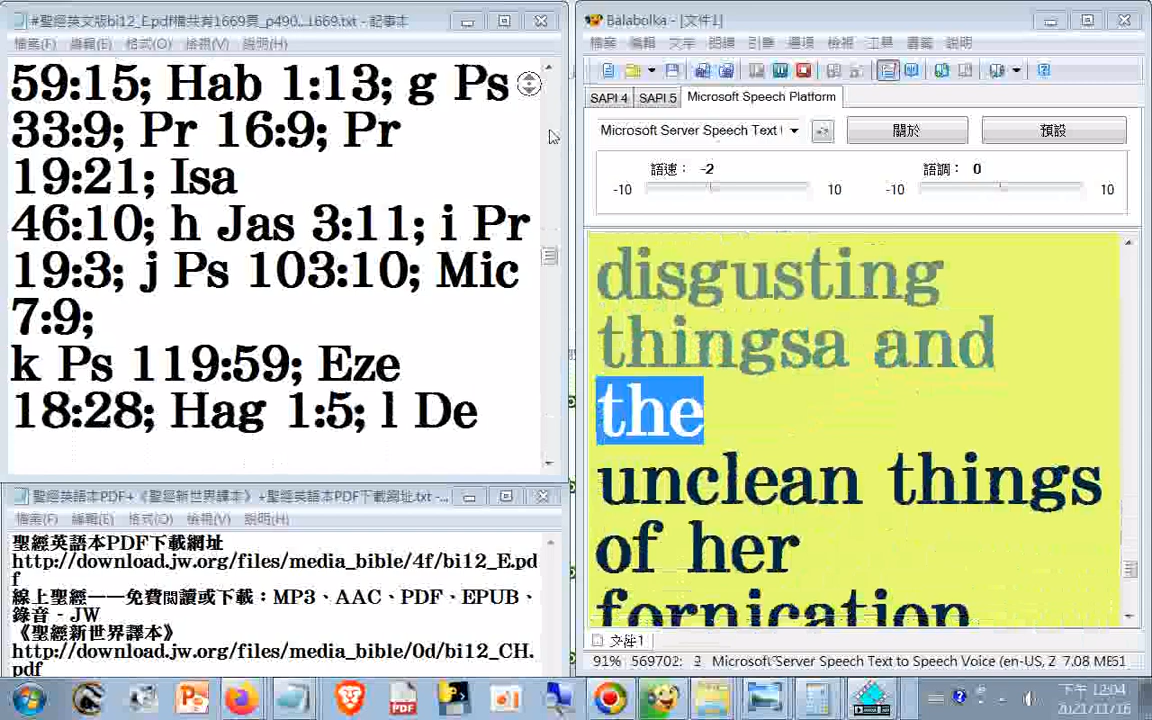 #聖經英文版bi12_E.pdf檔共有1669頁_p490...1669.txt - 記事本
檔案(F) 編輯(E) 格式(O) 檢視(V) 說明(H)
59:15; Hab 1:13; g Ps
33:9; Pr 16:9; Pr
19:21; Isa
46:10; h Jas 3:11; i Pr
19:3; j Ps 103:10; Mic
7:9;
k Ps 119:59; Eze
18:28; Hag 1:5; l De
聖經英語本PDF+《聖經新世界譯本》+聖經英語本PDF下載網址.txt -...
檔案(F) 編輯(E) 格式(O) 檢視(V) 說明(H)
聖經英語本PDF下載網址
http://download.jw.org/files/media_bible/4f/bi12_E.pd
f
線上聖經——免費閱讀或下載：MP3、AAC、PDF、EPUB、
錄音 - JW
《聖經新世界譯本》
http://download.jw.org/files/media_bible/0d/bi12_CH.
pdf
Balabolka - [文件1]
檔案 編輯 文字 朗讀 引擎 選項 檢視 工具 書籤 說明
SAPI 4 SAPI 5 Microsoft Speech Platform
Microsoft Server Speech Text 關於 預設
語速： -2 語調： 0
-10 10 -10 10
disgusting
thingsa and
the
unclean things
of her
fornication
文件1
91% 569702: Microsoft Server Speech Text to Speech Voice (en-US, Z 7.08 MB
下午 12:04
2021/11/16